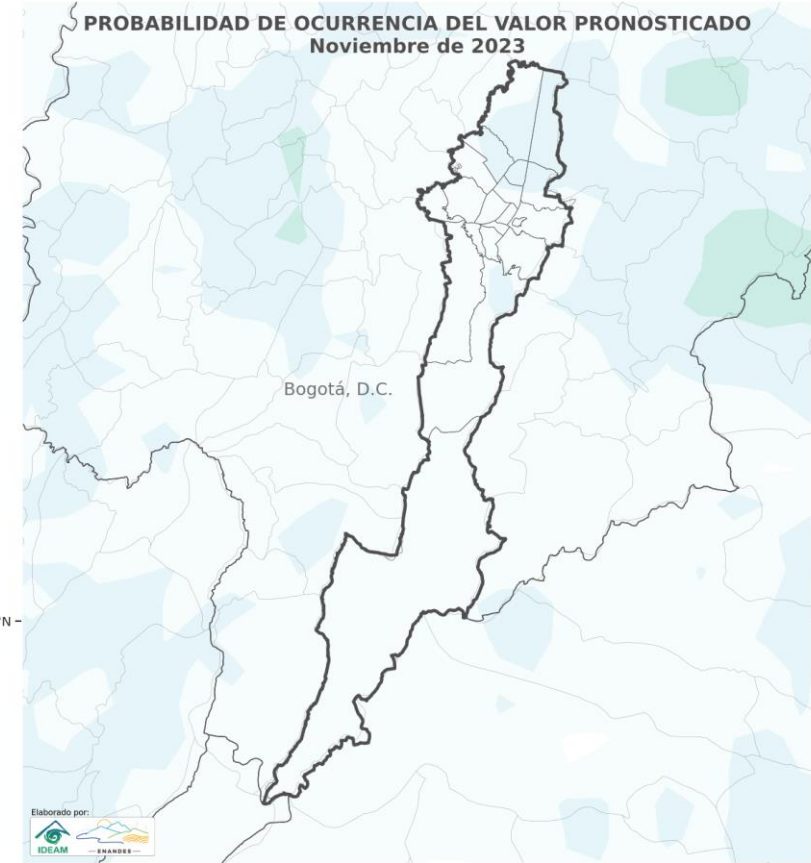 PROBABILIDAD DE OCURRENCIA DEL VALOR PRONOSTICADO
Noviembre de 2023
Bogotá, D.C.
°N
Elaborado por:
IDEAM
ENANDES